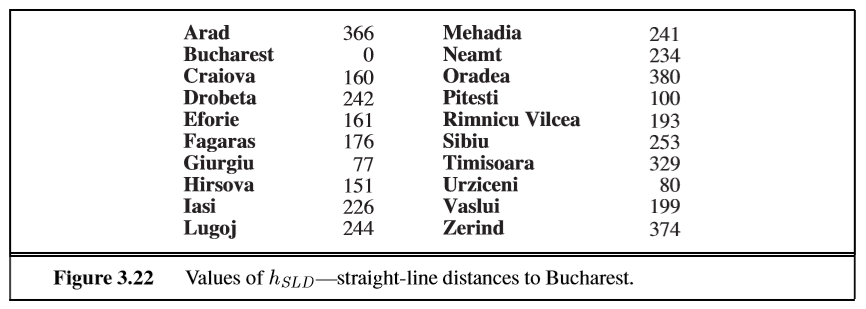 Arad 366 Mehadia 241
Bucharest 0 Neamt 234
Craiova 160 Oradea 380
Drobeta 242 Pitesti 100
Eforie 161 Rimnicu Vilcea 193
Fagaras 176 Sibiu 253
Giurgiu 77 Timisoara 329
Hirsova 151 Urziceni 80
Iasi 226 Vaslui 199
Lugoj 244 Zerind 374
Figure 3.22 Values of hSLD—straight-line distances to Bucharest.